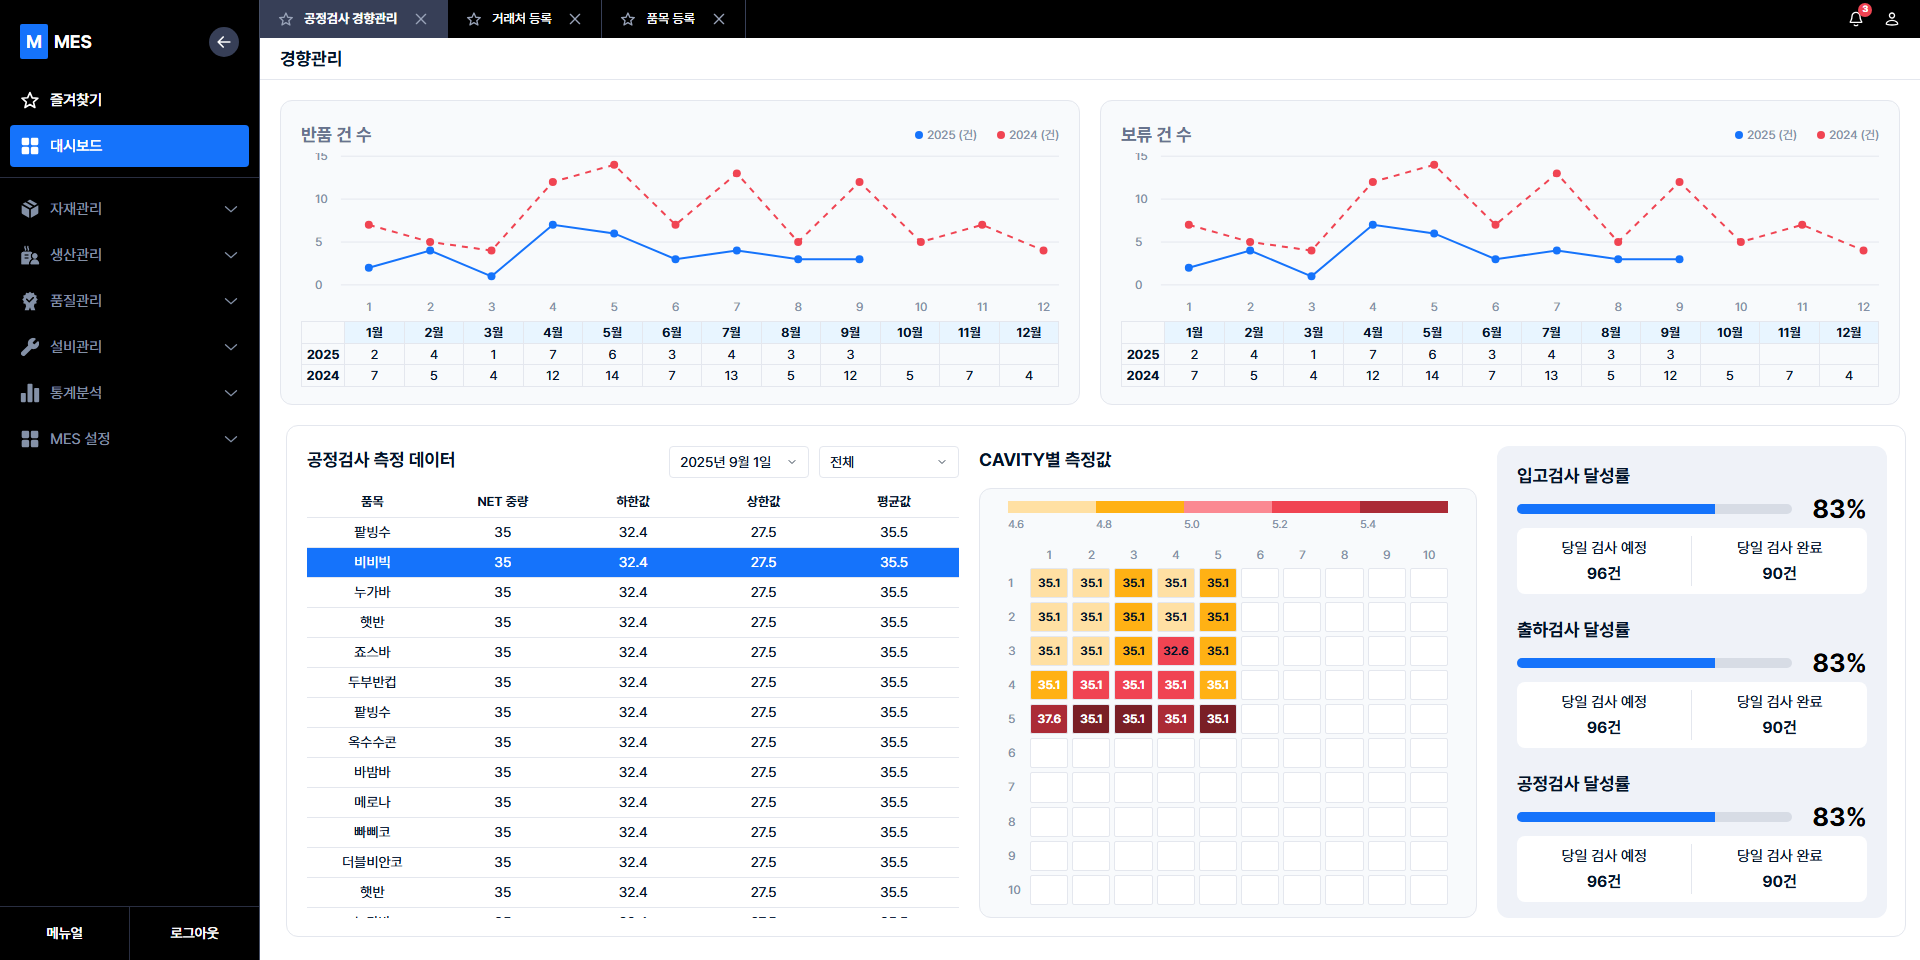 M MES
즐겨찾기
대시보드
자재관리
생산관리
품질관리
설비관리
통계분석
MES 설정
메뉴얼
로그아웃
공정검사 경향관리
거래처 등록
품목 등록
3
경향관리
반품 건 수
2025 (건) 2024 (건)
15
10
5
0
1 2 3 4 5 6 7 8 9 10 11 12
1월 2월 3월 4월 5월 6월 7월 8월 9월 10월 11월 12월
2025 2 4 1 7 6 3 4 3 3
2024 7 5 4 12 14 7 13 5 12 5 7 4
보류 건 수
2025 (건) 2024 (건)
15
10
5
0
1 2 3 4 5 6 7 8 9 10 11 12
1월 2월 3월 4월 5월 6월 7월 8월 9월 10월 11월 12월
2025 2 4 1 7 6 3 4 3 3
2024 7 5 4 12 14 7 13 5 12 5 7 4
공정검사 측정 데이터
2025년 9월 1일
전체
품목 NET 중량 하한값 상한값 평균값
팥빙수 35 32.4 27.5 35.5
비비빅 35 32.4 27.5 35.5
누가바 35 32.4 27.5 35.5
햇반 35 32.4 27.5 35.5
죠스바 35 32.4 27.5 35.5
두부반컵 35 32.4 27.5 35.5
팥빙수 35 32.4 27.5 35.5
옥수수콘 35 32.4 27.5 35.5
바밤바 35 32.4 27.5 35.5
메로나 35 32.4 27.5 35.5
빠삐코 35 32.4 27.5 35.5
더블비안코 35 32.4 27.5 35.5
햇반 35 32.4 27.5 35.5
CAVITY별 측정값
4.6 4.8 5.0 5.2 5.4
1 2 3 4 5 6 7 8 9 10
1 35.1 35.1 35.1 35.1 35.1
2 35.1 35.1 35.1 35.1 35.1
3 35.1 35.1 35.1 32.6 35.1
4 35.1 35.1 35.1 35.1 35.1
5 37.6 35.1 35.1 35.1 35.1
6
7
8
9
10
입고검사 달성률
83%
당일 검사 예정 당일 검사 완료
96건 90건
출하검사 달성률
83%
당일 검사 예정 당일 검사 완료
96건 90건
공정검사 달성률
83%
당일 검사 예정 당일 검사 완료
96건 90건